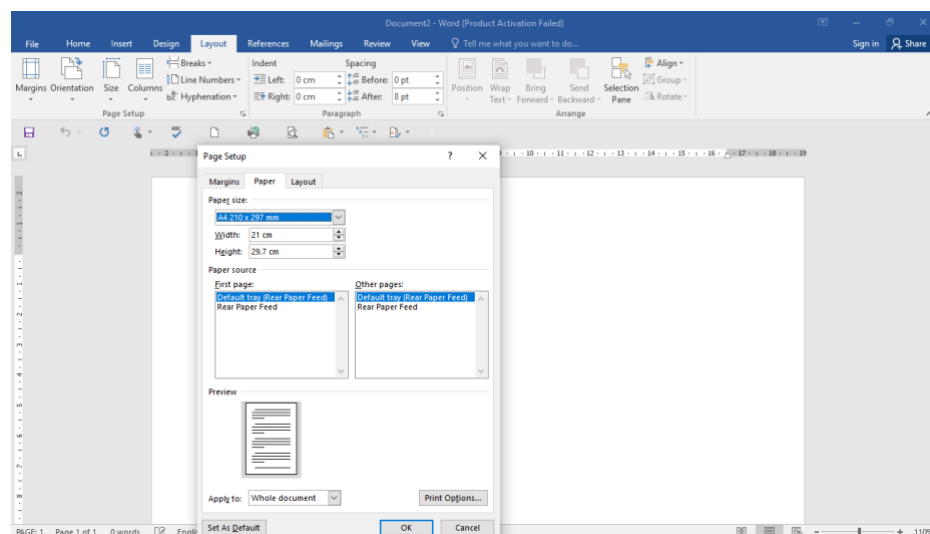 Document2 - Word (Product Activation Failed)
File Home Insert Design Layout References Mailings Review View Tell me what you want to do... Sign in Share
Margins Orientation Size Columns
Breaks
Line Numbers
Hyphenation
Page Setup
Indent Spacing
Left: 0 cm Before: 0 pt
Right: 0 cm After: 8 pt
Paragraph
Position Wrap Text Bring Forward Send Backward Selection Pane
Align
Group
Rotate
Arrange
Page Setup ? ×
Margins Paper Layout
Paper size:
A4 210 x 297 mm
Width: 21 cm
Height: 29.7 cm
Paper source
First page: Other pages:
Default tray (Rear Paper Feed) Default tray (Rear Paper Feed)
Rear Paper Feed Rear Paper Feed
Preview
Apply to: Whole document Print Options...
Set As Default OK Cancel
PAGE: 1 Page 1 of 1 0 words